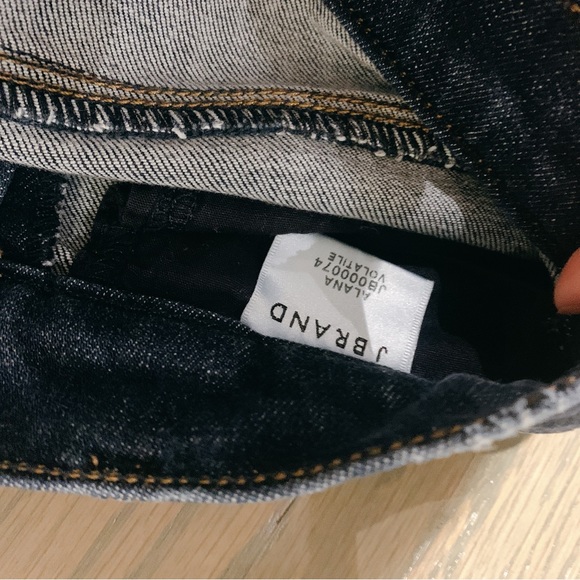 J BRAND
ALANA
JB000074
VOLATILE